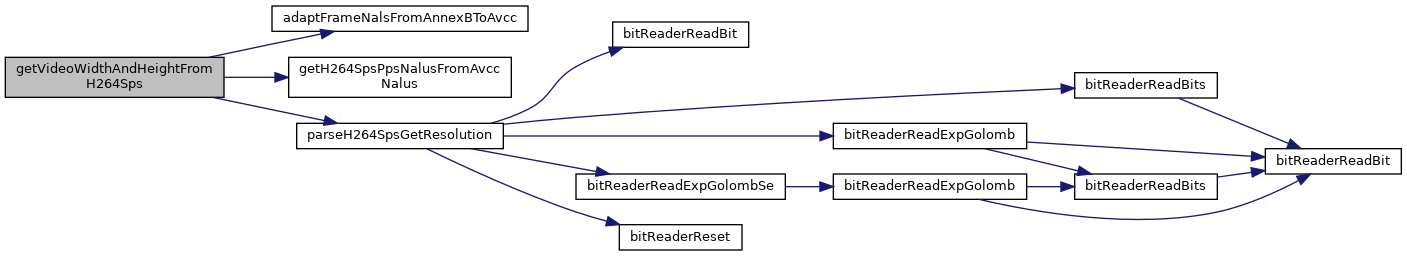 getVideoWidthAndHeightFrom
H264Sps
adaptFrameNalsFromAnnexBToAvcc
getH264SpsPpsNalusFromAvcc
Nalus
parseH264SpsGetResolution
bitReaderReadBit
bitReaderReadBits
bitReaderReadExpGolomb
bitReaderReadBit
bitReaderReadExpGolombSe
bitReaderReadExpGolomb
bitReaderReadBits
bitReaderReset